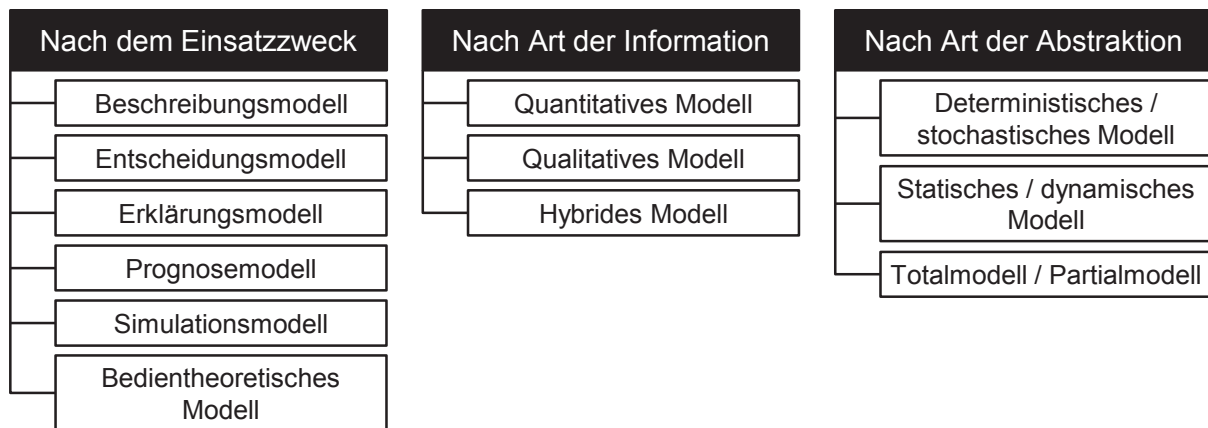 Nach dem Einsatzzweck
Beschreibungsmodell
Entscheidungsmodell
Erklärungsmodell
Prognosemodell
Simulationsmodell
Bedientheoretisches
Modell
Nach Art der Information
Quantitatives Modell
Qualitatives Modell
Hybrides Modell
Nach Art der Abstraktion
Deterministisches /
stochastisches Modell
Statisches / dynamisches
Modell
Totalmodell / Partialmodell